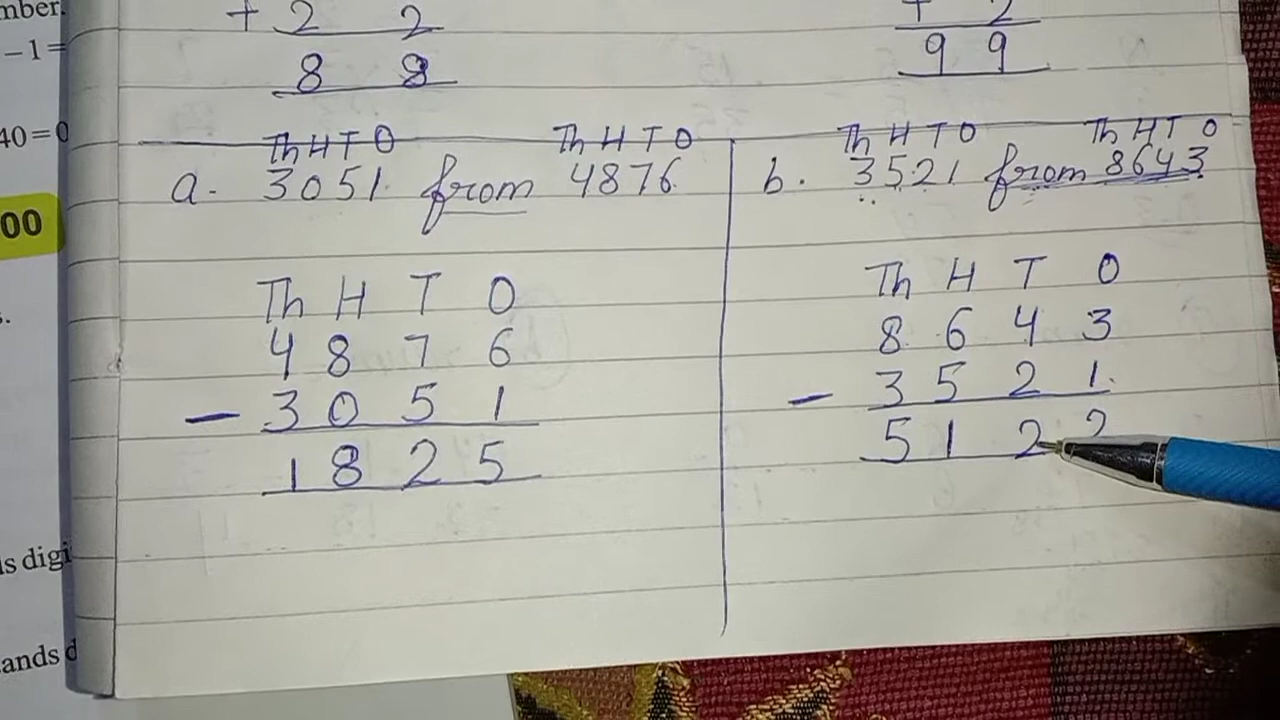 mber.
+ 2 2
+ 2
– 1 =
8 8
9 9
40 = 0
Th H T O Th H T O
a. 3051 from 4876
Th H T O Th H T O
b. 3521 from 8643
00
Th H T O
4 8 7 6
– 3 0 5 1
1 8 2 5
Th H T O
8 6 4 3
– 3 5 2 1
5 1 2 2
s digi
ands d